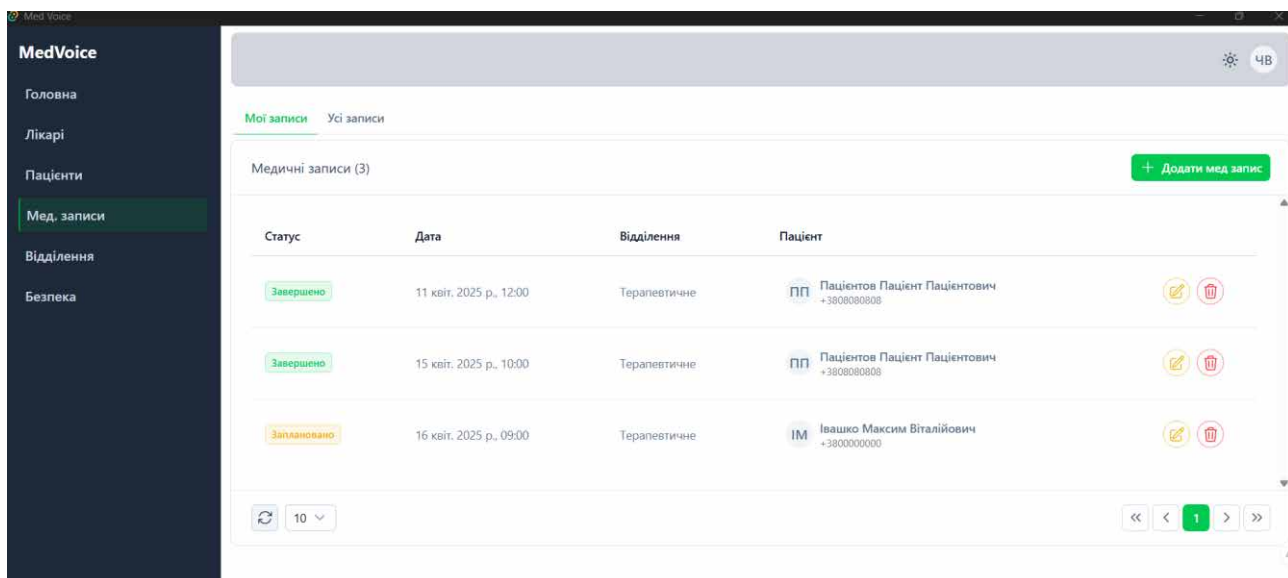 Med Voice
MedVoice
ЧВ
Головна
Лікарі
Пацієнти
Мед. записи
Відділення
Безпека
Мої записи Усі записи
Медичні записи (3)
+ Додати мед запис
Статус Дата Відділення Пацієнт
Завершено 11 квіт. 2025 р., 12:00 Терапевтичне ПП Пацієнтов Пацієнт Пацієнтович
+3808080808
Завершено 15 квіт. 2025 р., 10:00 Терапевтичне ПП Пацієнтов Пацієнт Пацієнтович
+3808080808
Заплановано 16 квіт. 2025 р., 09:00 Терапевтичне ІМ Івашко Максим Віталійович
+3800000000
10
1